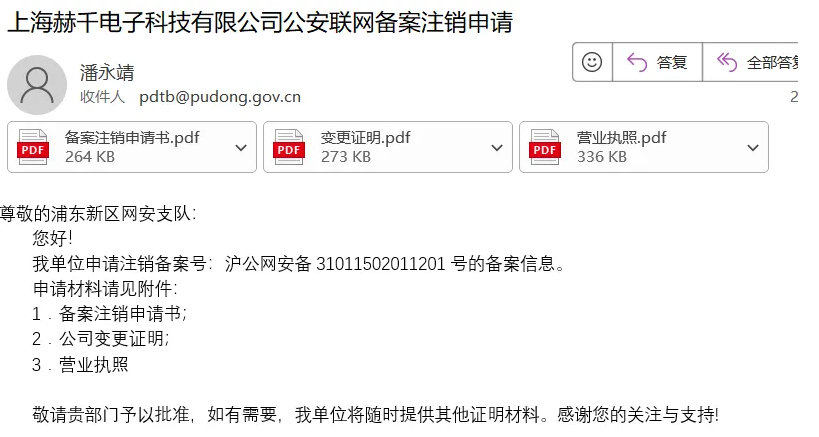 上海赫千电子科技有限公司公安联网备案注销申请
潘永靖
收件人 pdtb@pudong.gov.cn
答复
全部答复
2
PDF
备案注销申请书.pdf
264 KB
PDF
变更证明.pdf
273 KB
PDF
营业执照.pdf
336 KB
尊敬的浦东新区网安支队：
您好！
我单位申请注销备案号：沪公网安备 31011502011201 号的备案信息。
申请材料请见附件：
1．备案注销申请书；
2．公司变更证明；
3．营业执照
敬请贵部门予以批准，如有需要，我单位将随时提供其他证明材料。感谢您的关注与支持！